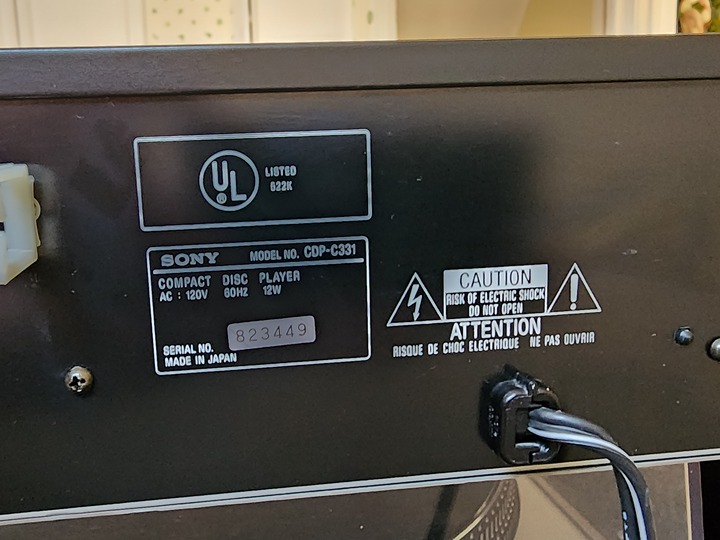 UL
®
LISTED
622K
SONY MODEL NO. CDP-C331
COMPACT DISC PLAYER
AC : 120V 60HZ 12W
SERIAL NO. 823449
MADE IN JAPAN
CAUTION
RISK OF ELECTRIC SHOCK
DO NOT OPEN
ATTENTION
RISQUE DE CHOC ELECTRIQUE NE PAS OUVRIR